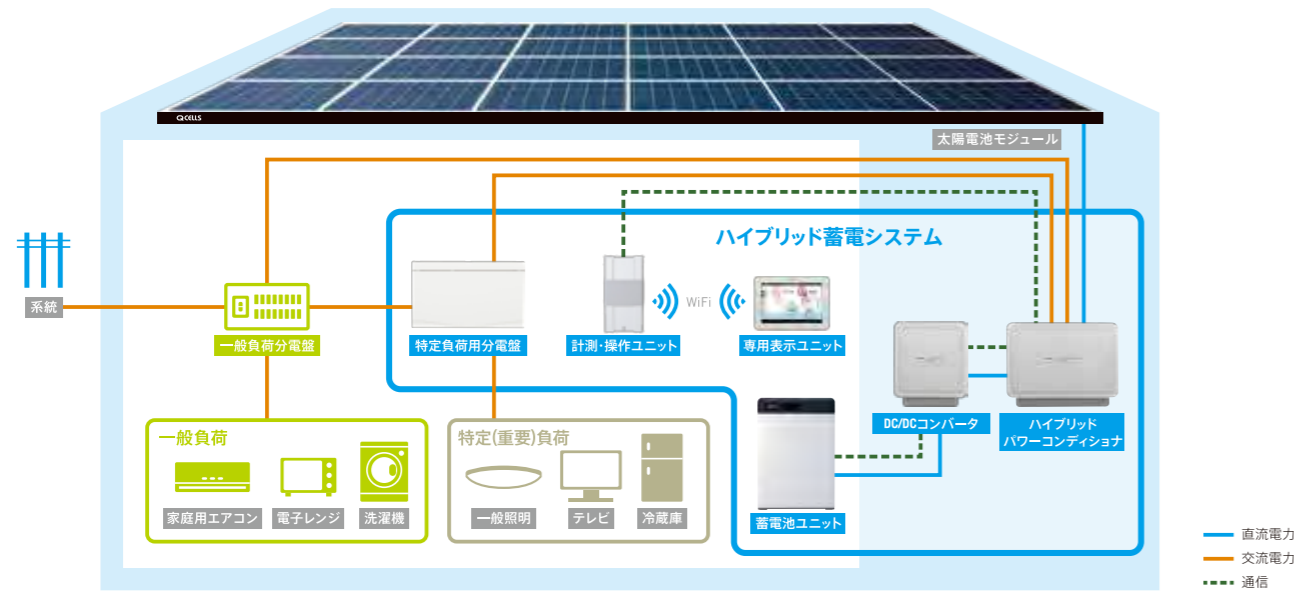 QCELLS
太陽電池モジュール
ハイブリッド蓄電システム
系統
WiFi
一般負荷分電盤
特定負荷用分電盤
計測・操作ユニット
専用表示ユニット
DC/DCコンバータ
ハイブリッド
パワーコンディショナ
一般負荷
家庭用エアコン
電子レンジ
洗濯機
特定(重要)負荷
一般照明
テレビ
冷蔵庫
蓄電池ユニット
直流電力
交流電力
通信